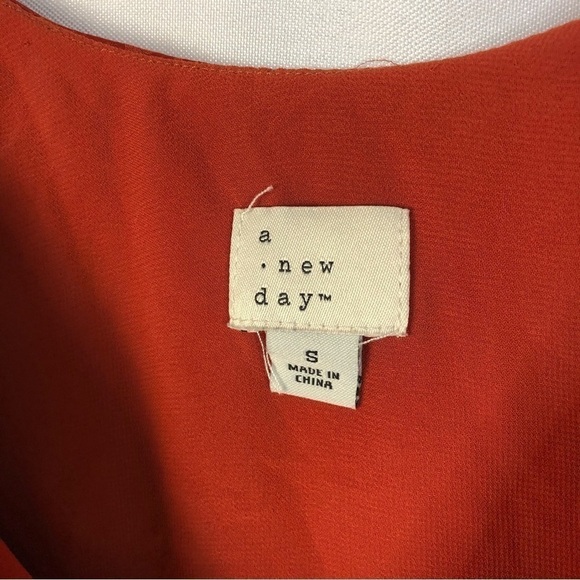 a
· new ·
day™
S
MADE IN
CHINA